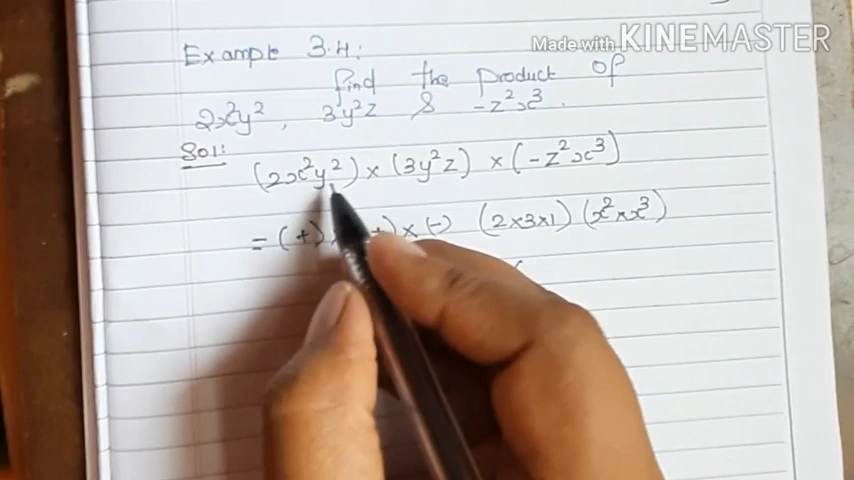 Made with KINEMASTER
Example 3.4:
find the product of
2x²y², 3y²z & -z²x³.
Sol:
(2x²y²) × (3y²z) × (-z²x³)
= (+) × (+) × (-) (2×3×1) (x²×x³)